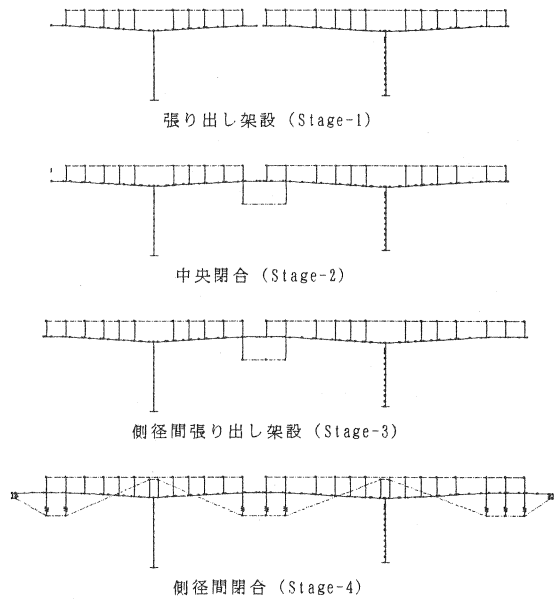 張り出し架設 (Stage-1)
中央閉合 (Stage-2)
側径間張り出し架設 (Stage-3)
側径間閉合 (Stage-4)